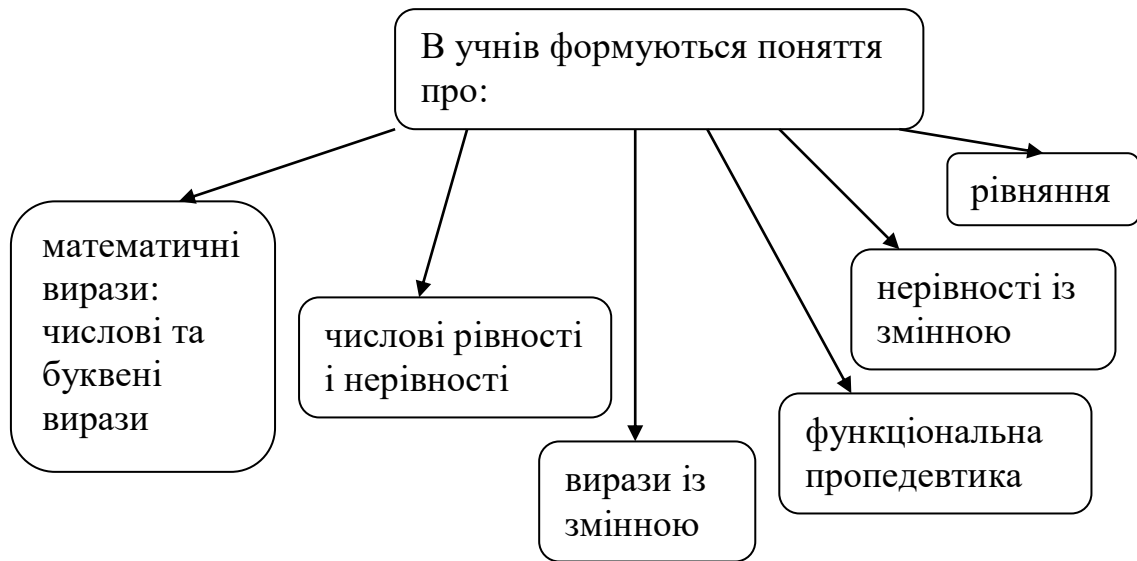 В учнів формуються поняття
про:
математичні
вирази:
числові та
буквені
вирази
числові рівності
і нерівності
вирази із
змінною
функціональна
пропедевтика
нерівності із
змінною
рівняння